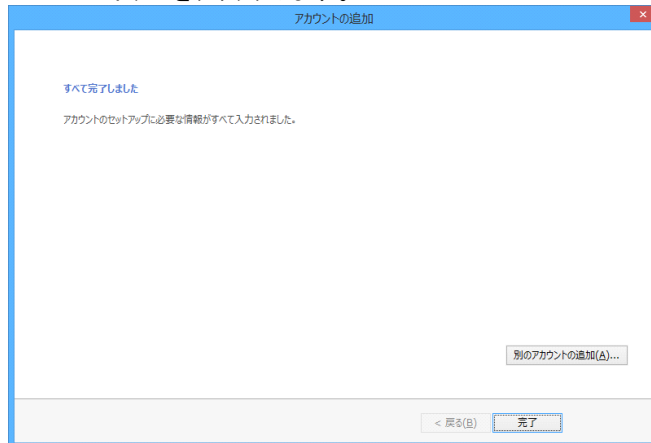 アカウントの追加
すべて完了しました
アカウントのセットアップに必要な情報がすべて入力されました。
別のアカウントの追加(A)...
< 戻る(B)
完了